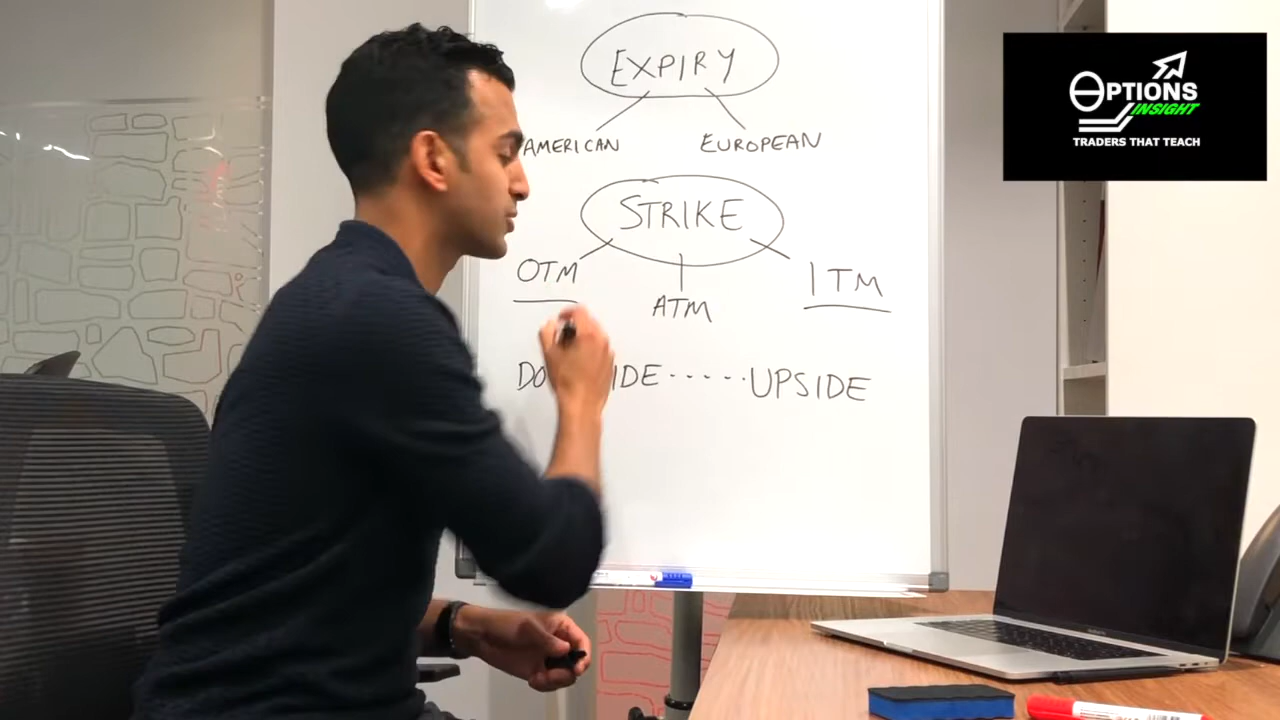 EXPIRY
AMERICAN EUROPEAN
STRIKE
OTM ATM ITM
UPSIDE
OPTIONS
INSIGHT
TRADERS THAT TEACH